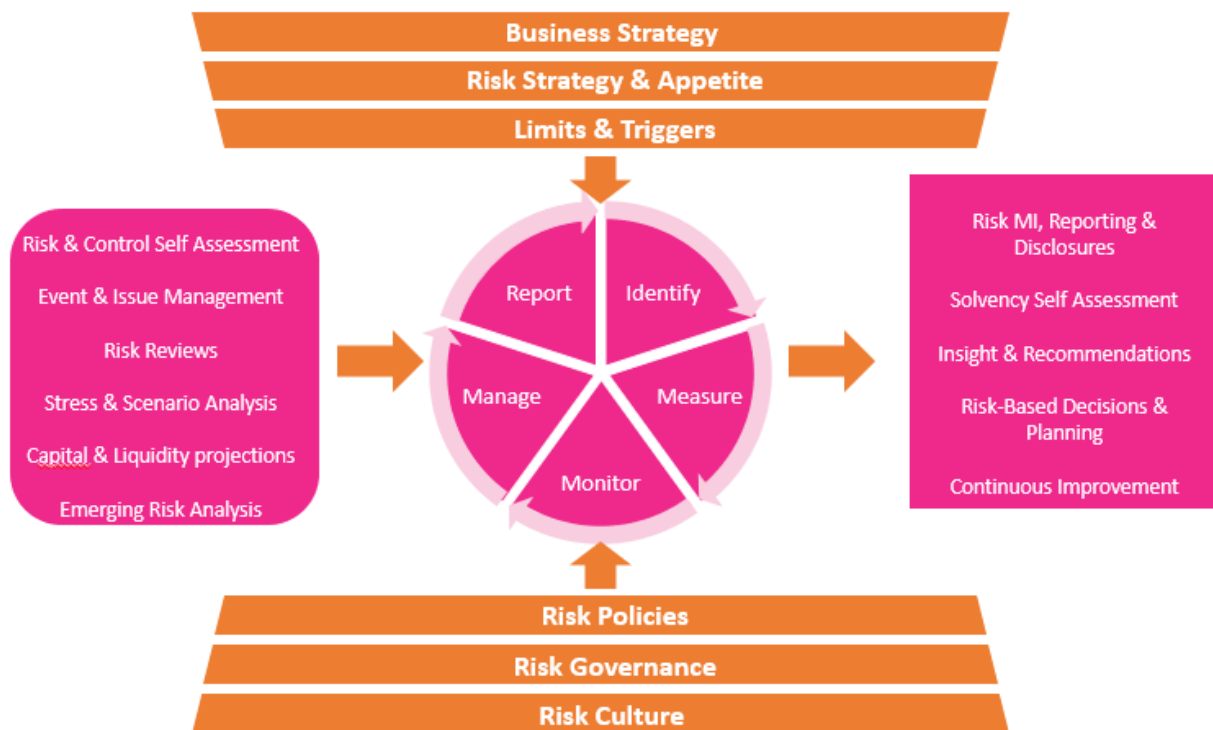 Business Strategy
Risk Strategy & Appetite
Limits & Triggers
Risk & Control Self Assessment
Event & Issue Management
Risk Reviews
Stress & Scenario Analysis
Capital & Liquidity projections
Emerging Risk Analysis
Report
Identify
Manage
Measure
Monitor
Risk MI, Reporting &
Disclosures
Solvency Self Assessment
Insight & Recommendations
Risk-Based Decisions &
Planning
Continuous Improvement
Risk Policies
Risk Governance
Risk Culture